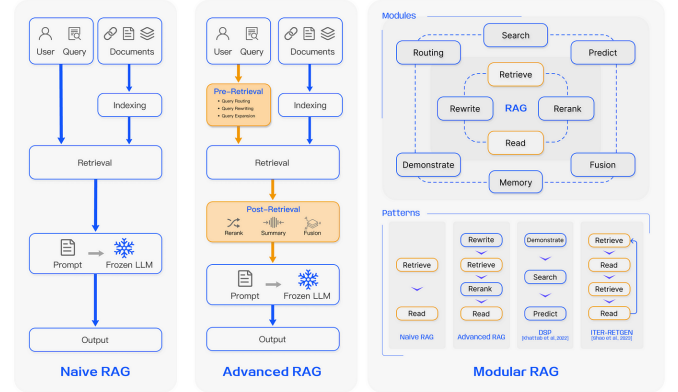 User
Query
Documents
Indexing
Retrieval
Prompt
Frozen LLM
Output
Naive RAG
User
Query
Documents
Pre-Retrieval
• Query Routing
• Query Rewriting
• Query Expansion
Indexing
Retrieval
Post-Retrieval
Rerank
Summary
Fusion
Prompt
Frozen LLM
Output
Advanced RAG
Modules
Search
Routing
Predict
Retrieve
Rewrite
RAG
Rerank
Read
Demonstrate
Fusion
Memory
Patterns
Retrieve
Read
Naive RAG
Rewrite
Retrieve
Rerank
Read
Advanced RAG
Demonstrate
Search
Predict
DSP
[Khattab et al.,2022]
Retrieve
Read
Retrieve
Read
ITER-RETGEN
[Shao et al., 2023]
Modular RAG